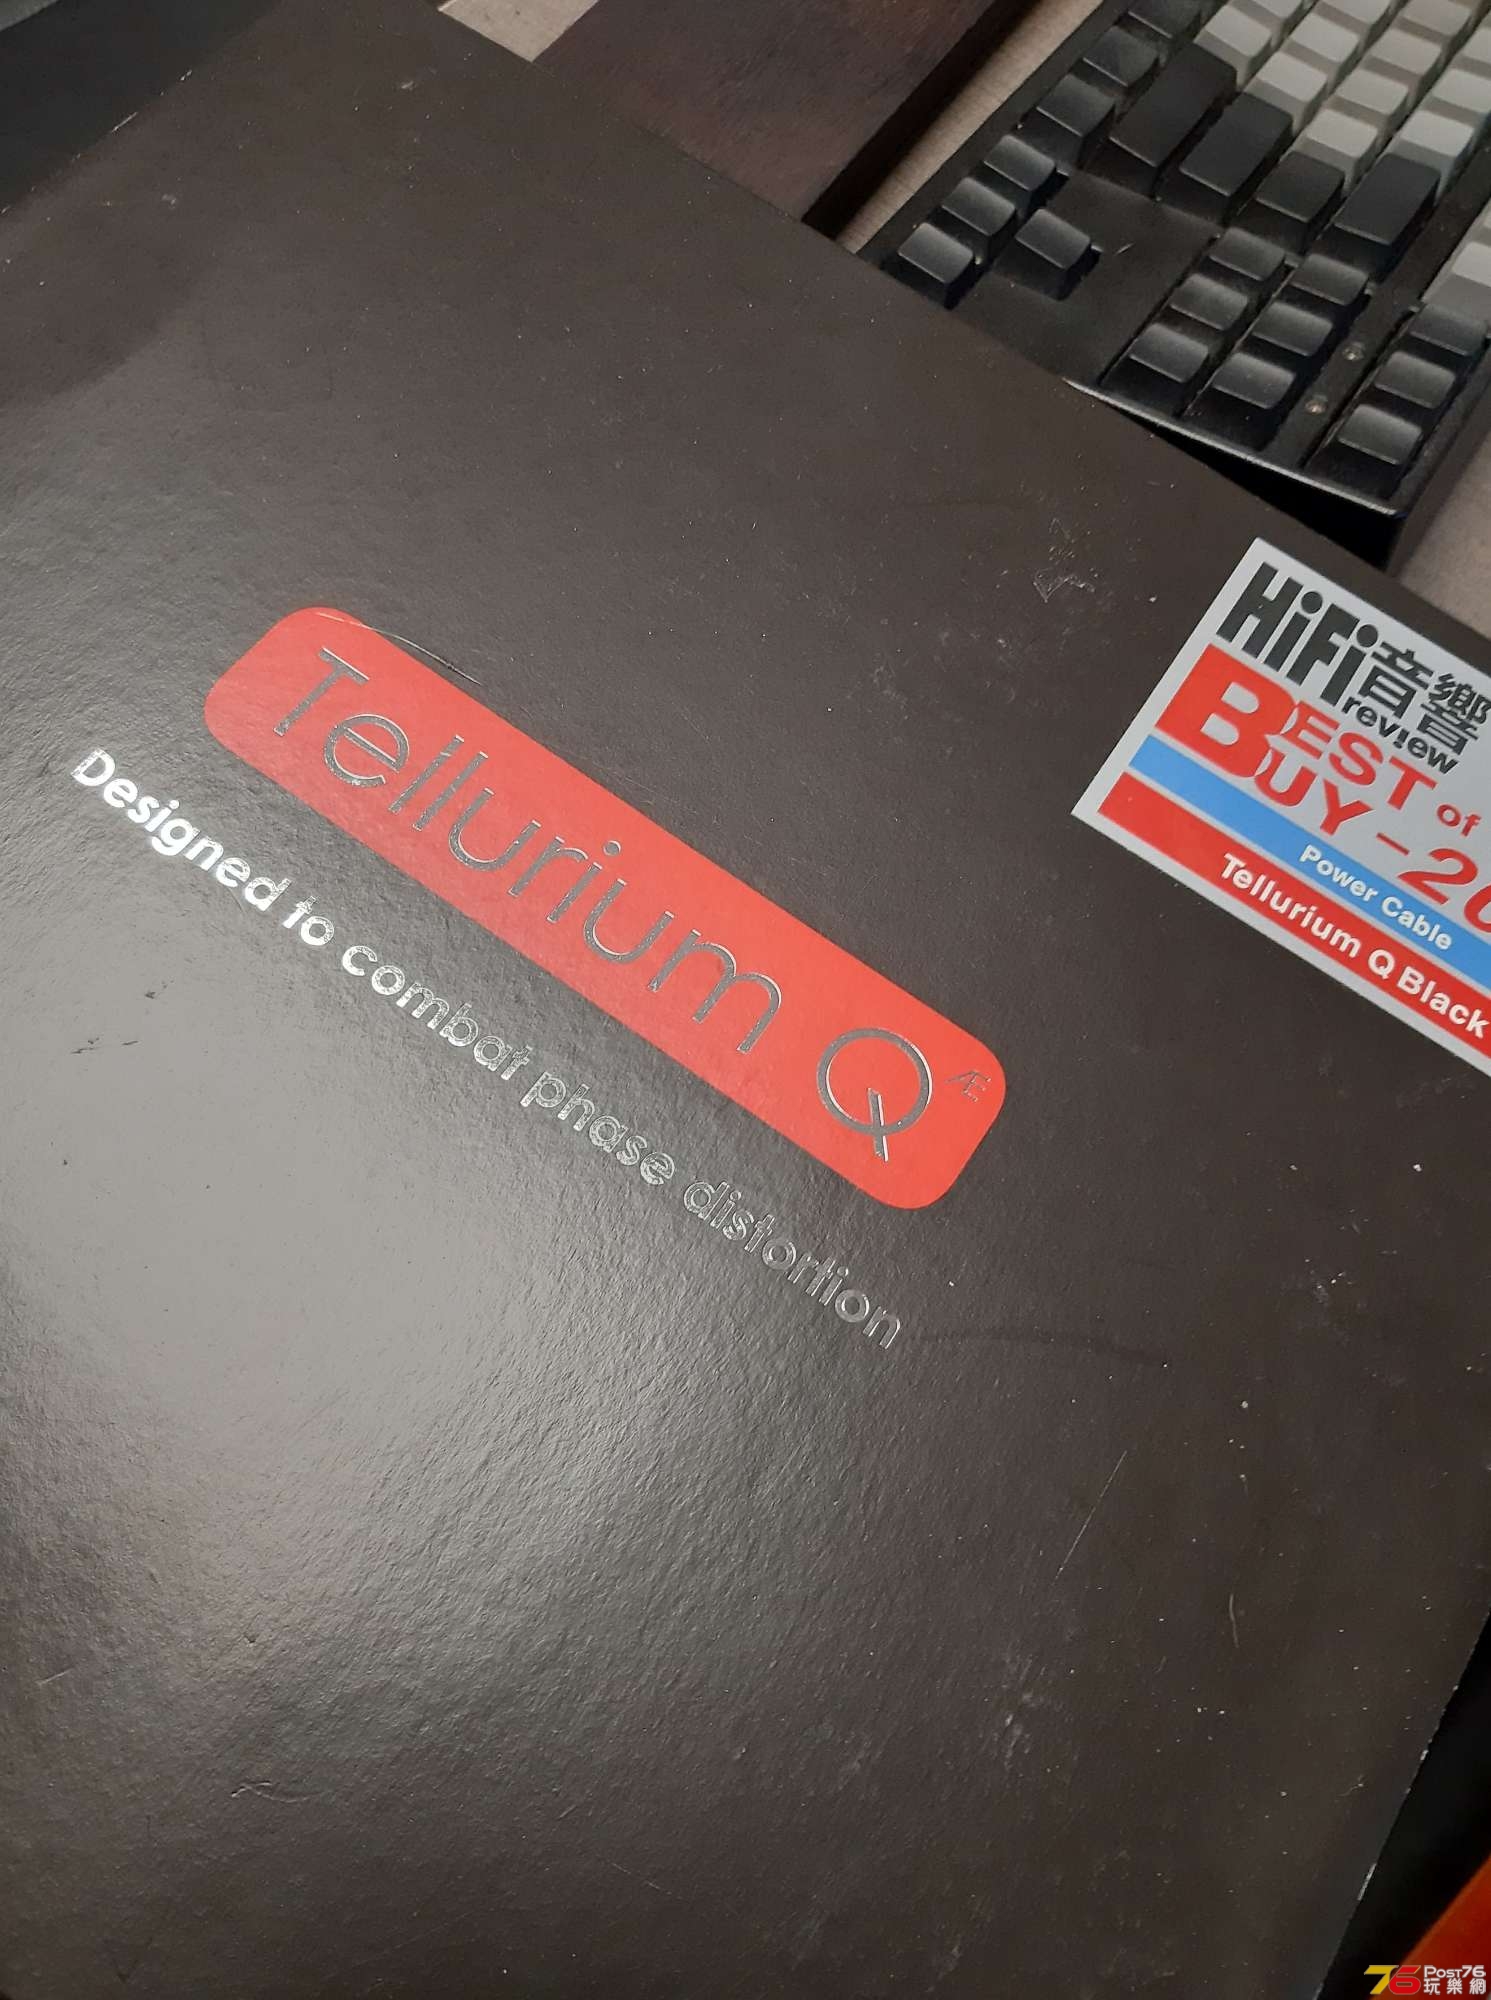 Tellurium Q Æ
Designed to combat phase distortion
HiFi音響
review
BEST of
BUY - 20
Power Cable
Tellurium Q Black
Post76
玩樂網